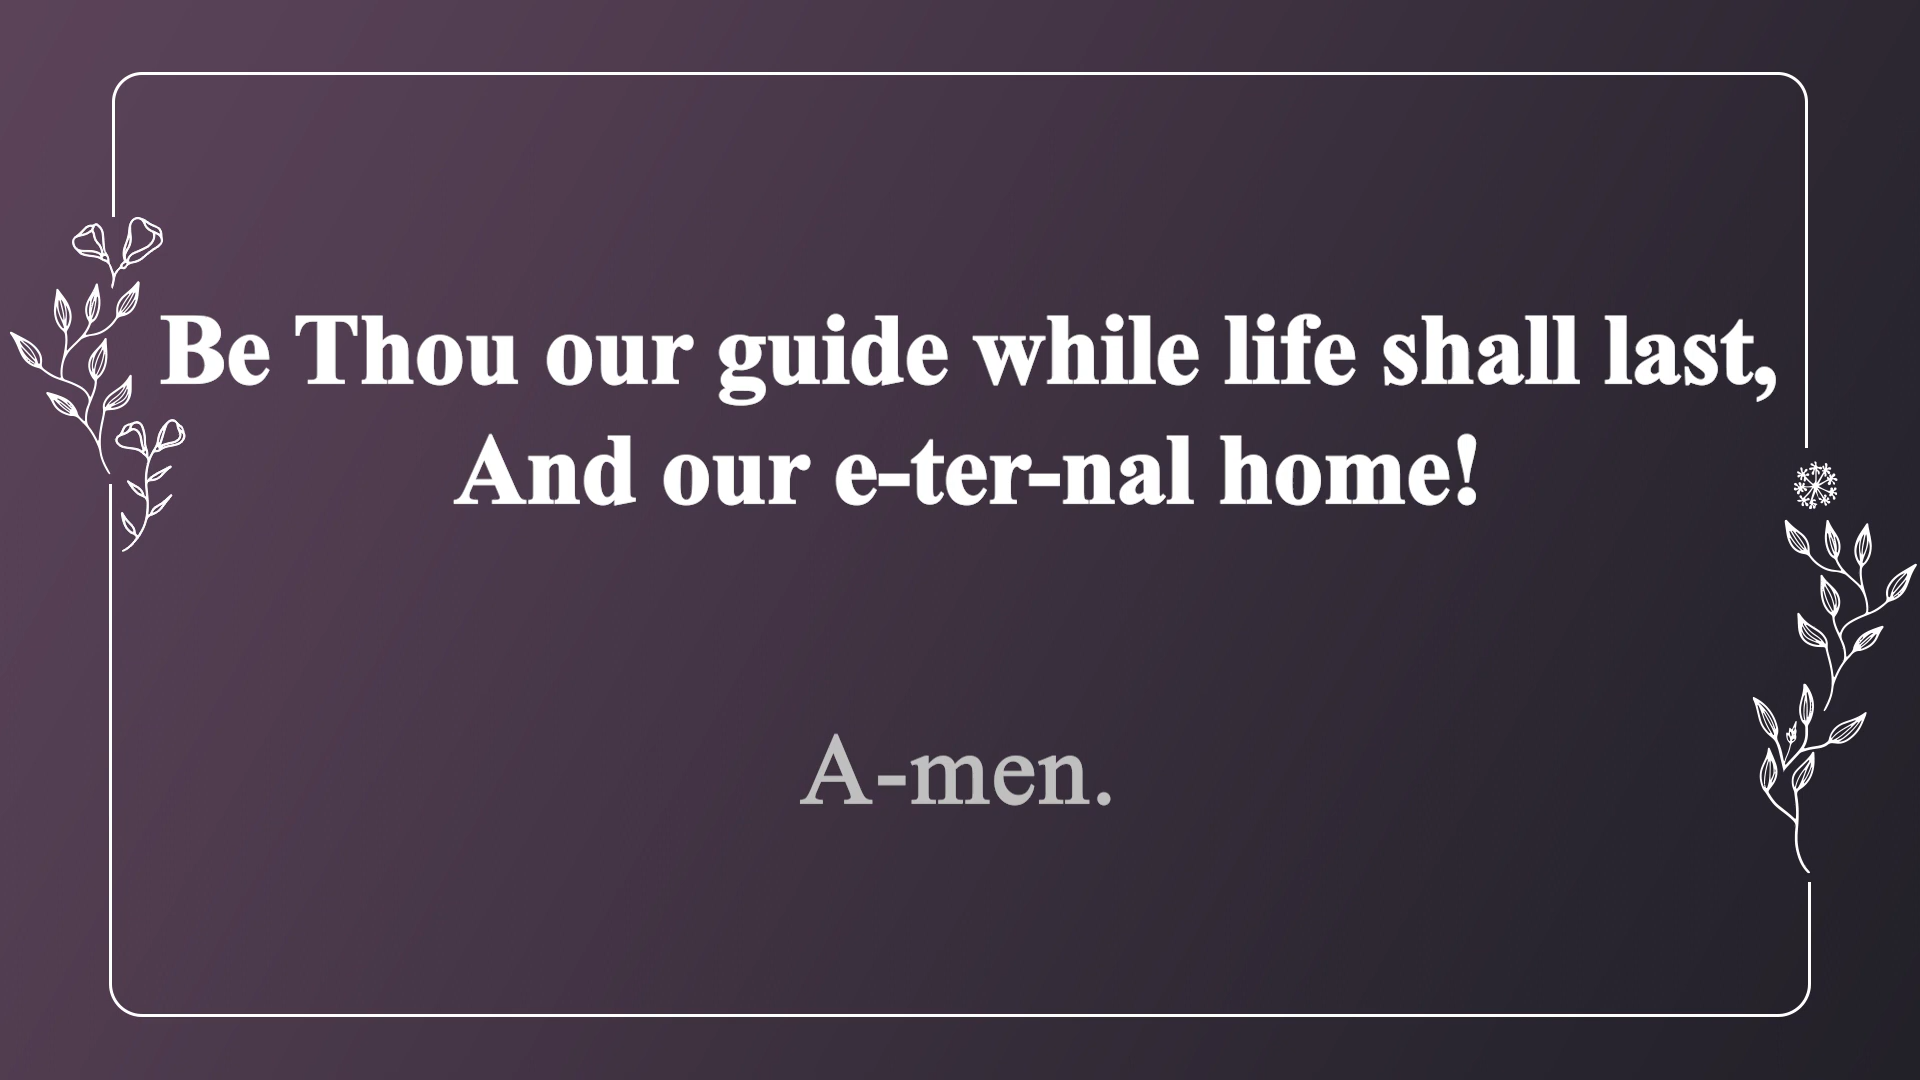 Be Thou our guide while life shall last,
And our e-ter-nal home!
A-men.